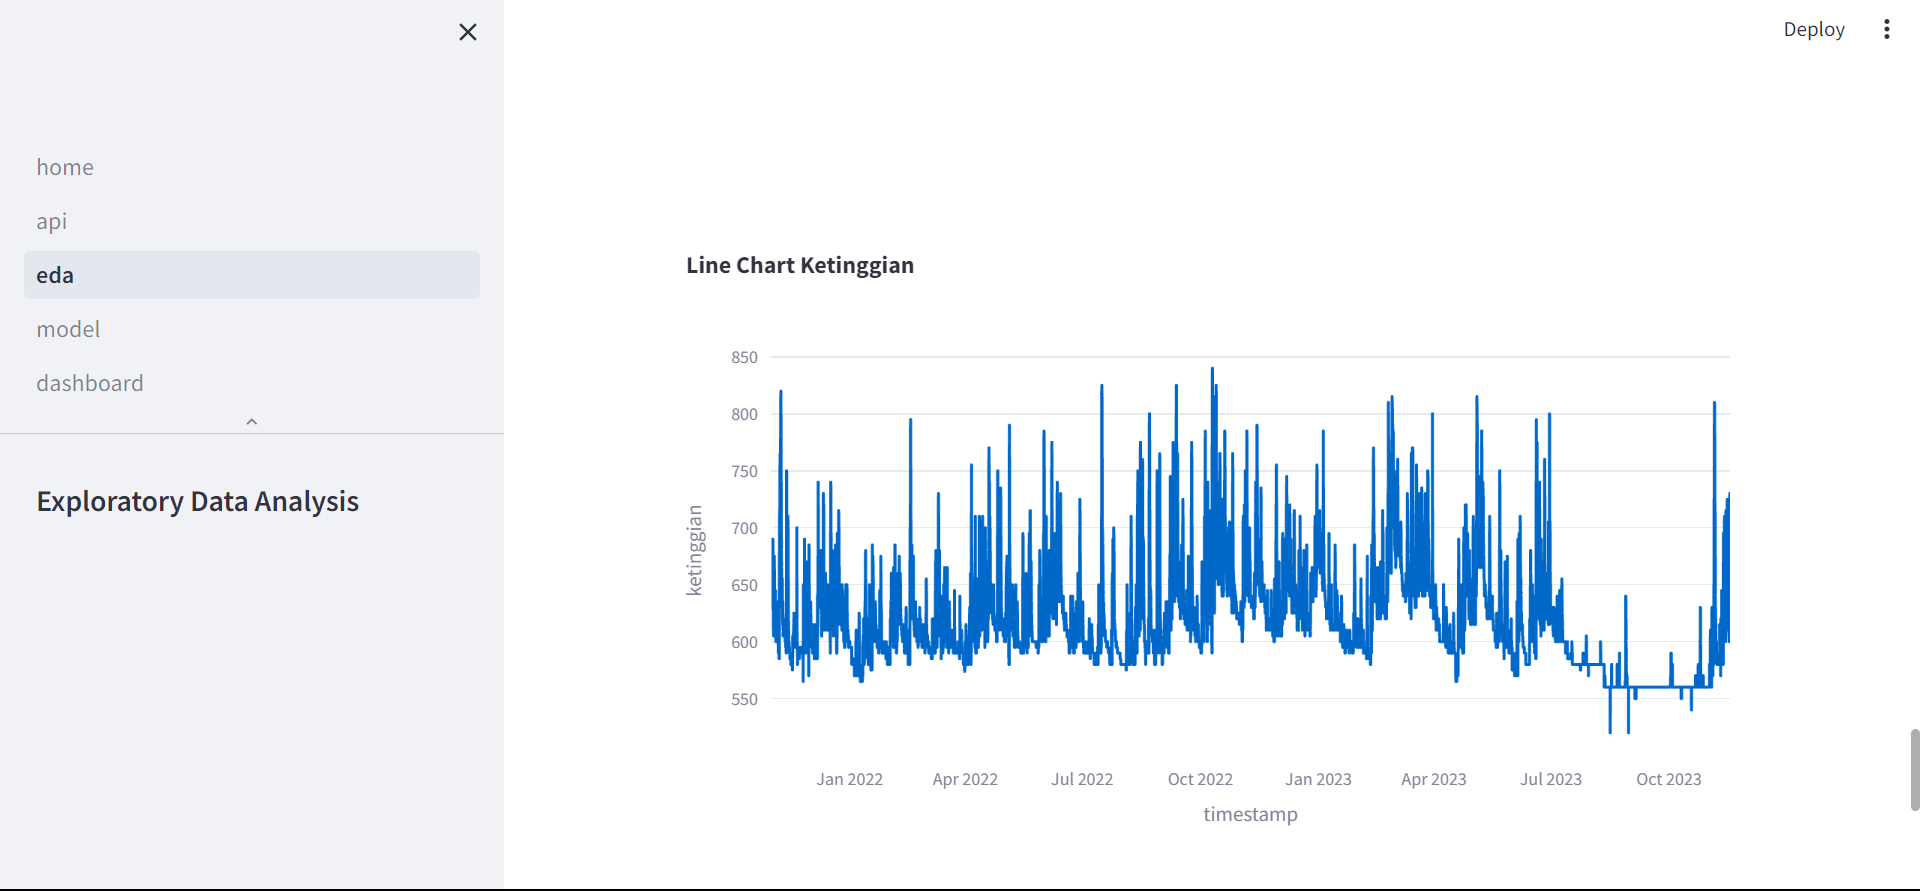 Deploy
home
api
eda
model
dashboard
Exploratory Data Analysis
Line Chart Ketinggian
850
800
750
700
650
600
550
ketinggian
Jan 2022 Apr 2022 Jul 2022 Oct 2022 Jan 2023 Apr 2023 Jul 2023 Oct 2023
timestamp